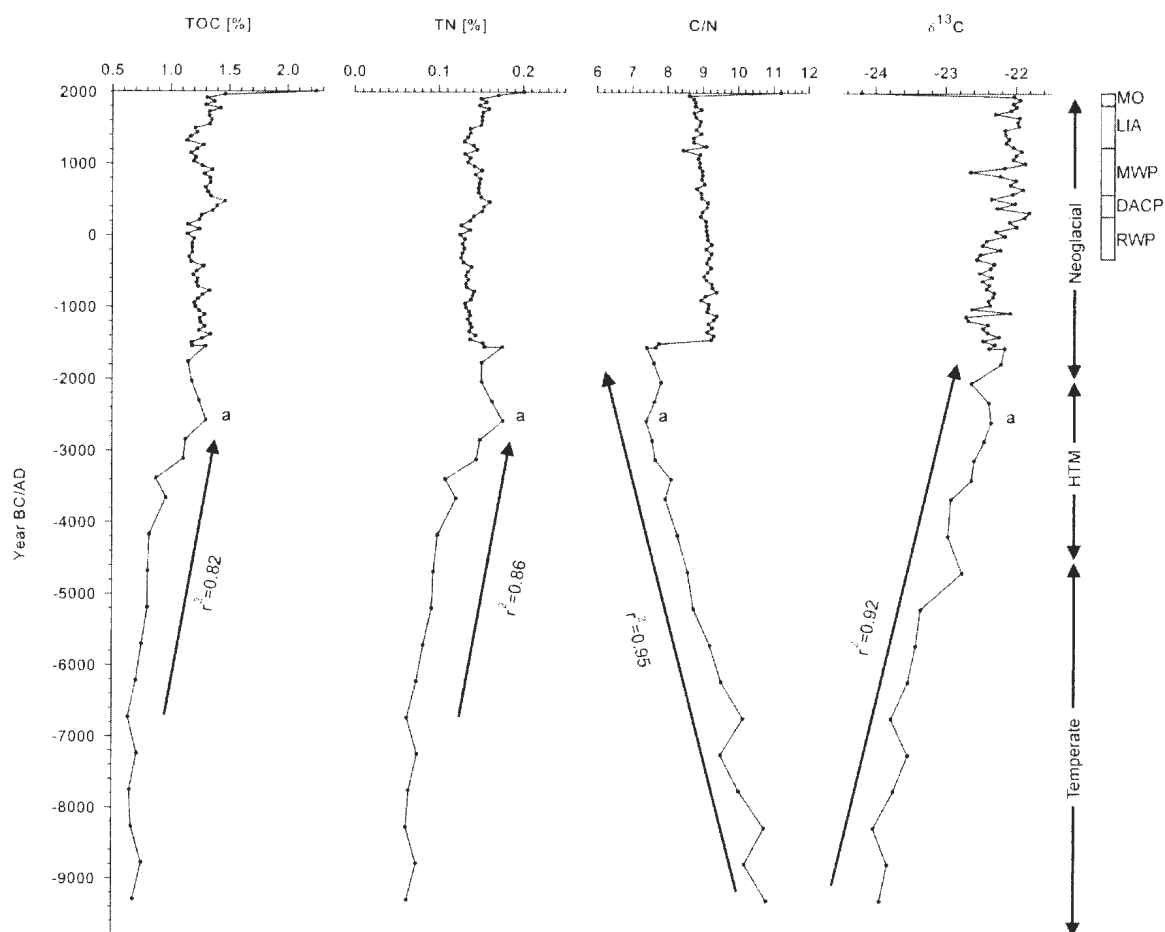 TOC [%] TN [%] C/N δ¹³C
0.5 1.0 1.5 2.0 0.0 0.1 0.2 6 7 8 9 10 11 12 -24 -23 -22
2000
1000
0
-1000
-2000
-3000
-4000
-5000
-6000
-7000
-8000
-9000
Year BC/AD
a
r²=0.82
a
r²=0.86
a
r²=0.95
a
r²=0.92
Neoglacial
HTM
Temperate
MO
LIA
MWP
DACP
RWP